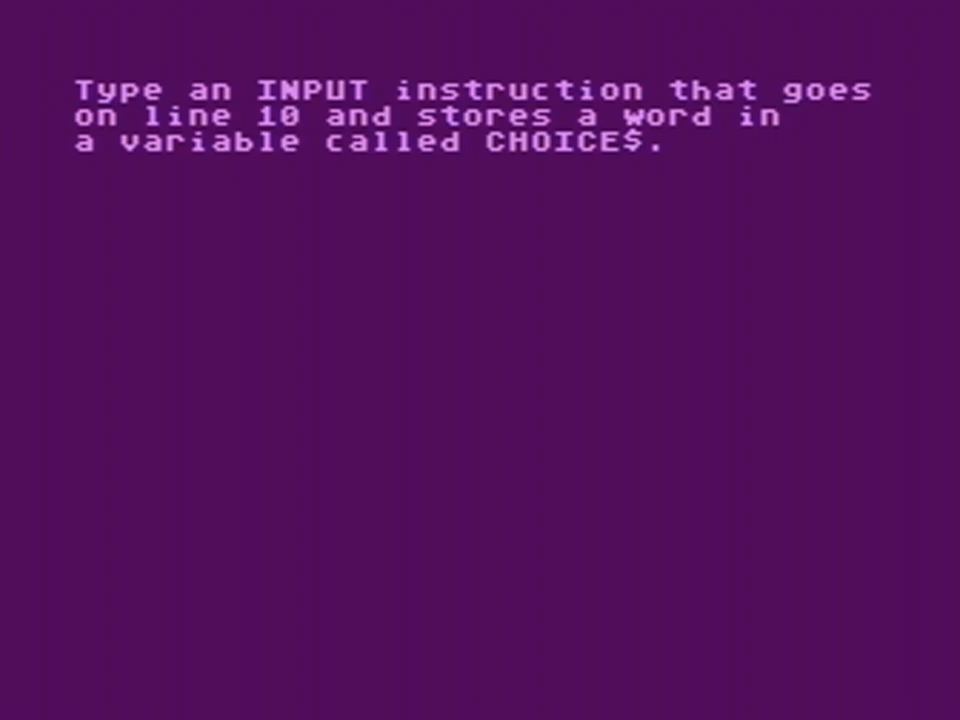 Type an INPUT instruction that goes
on line 10 and stores a word in
a variable called CHOICE$.